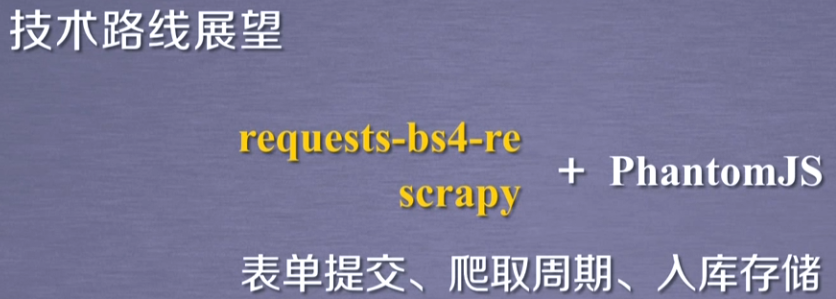 技术路线展望
requests-bs4-re
scrapy
+ PhantomJS
表单提交、爬取周期、入库存储